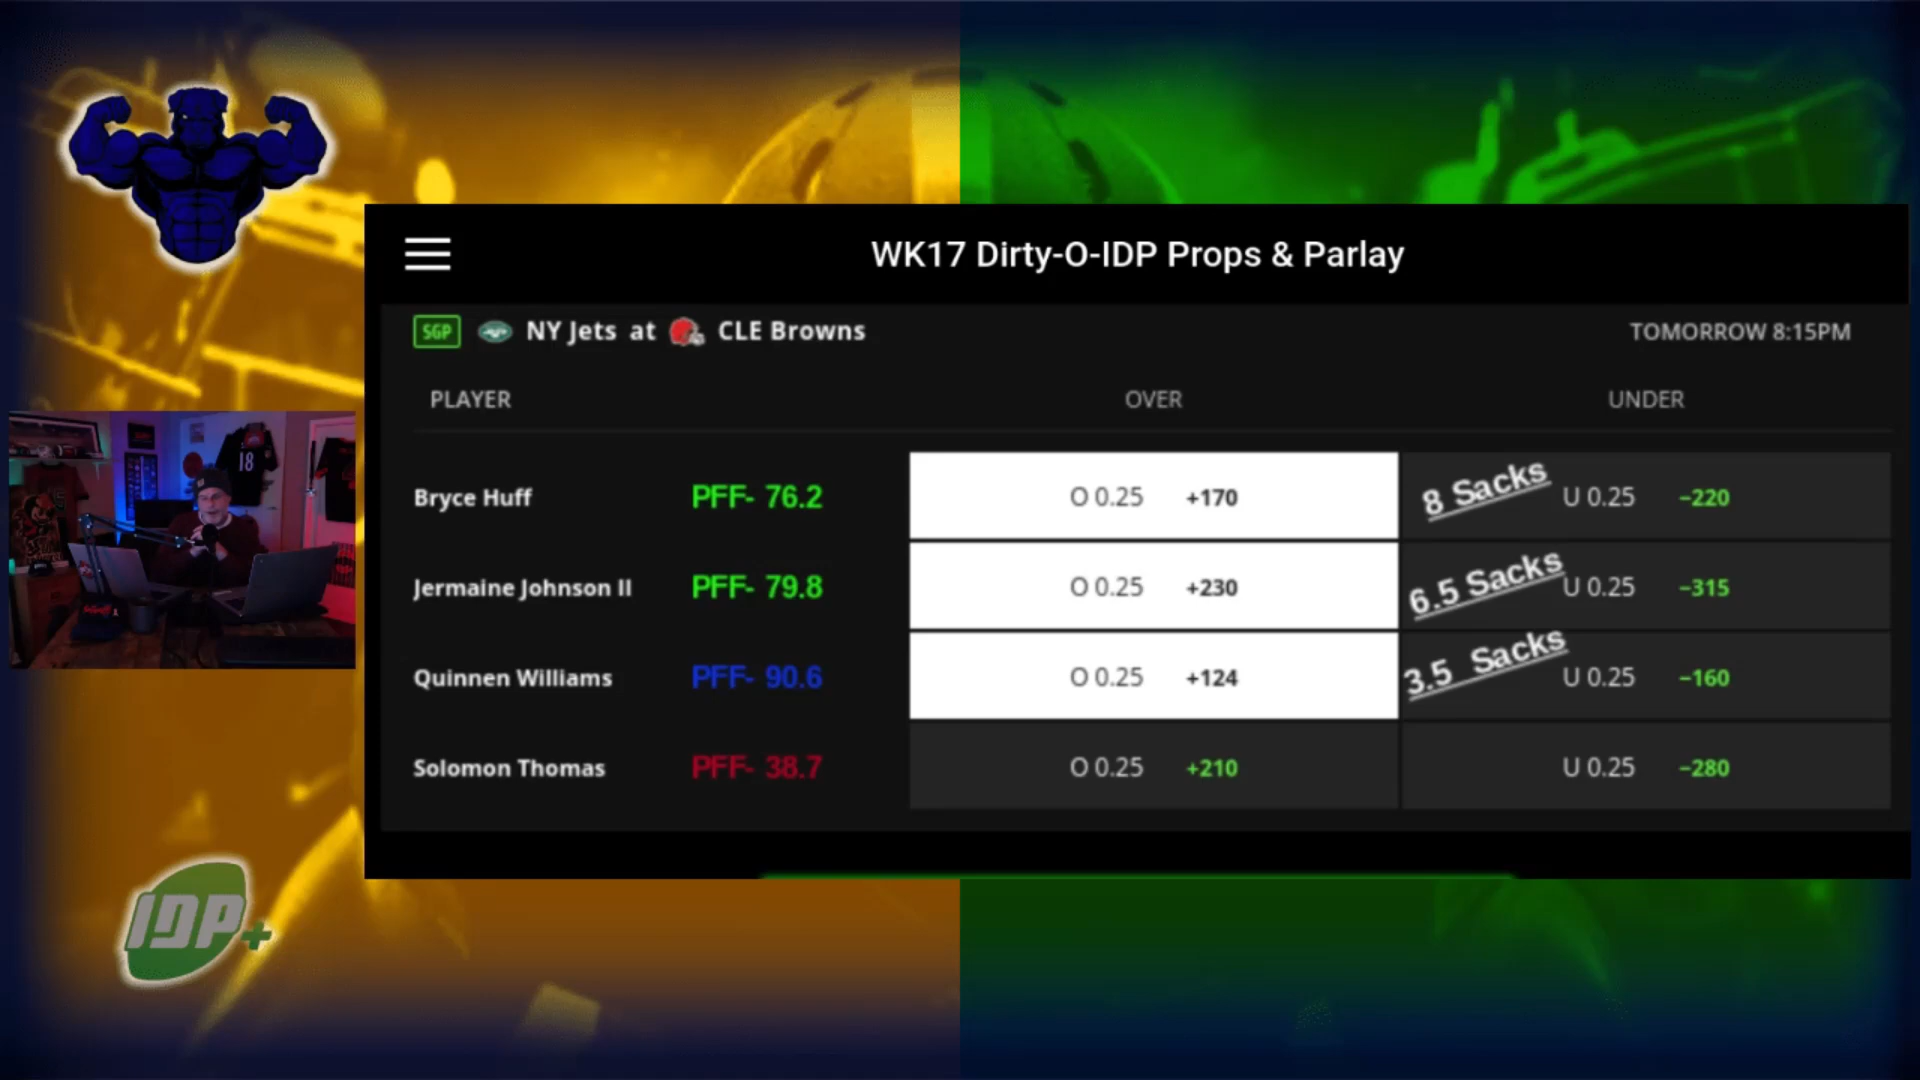 WK17 Dirty-O-IDP Props & Parlay
SGP NY Jets at CLE Browns TOMORROW 8:15PM
PLAYER OVER UNDER
Bryce Huff PFF- 76.2 O 0.25 +170 8 Sacks U 0.25 −220
Jermaine Johnson II PFF- 79.8 O 0.25 +230 6.5 Sacks U 0.25 −315
Quinnen Williams PFF- 90.6 O 0.25 +124 3.5 Sacks U 0.25 −160
Solomon Thomas PFF- 38.7 O 0.25 +210 U 0.25 −280
18
IDP+